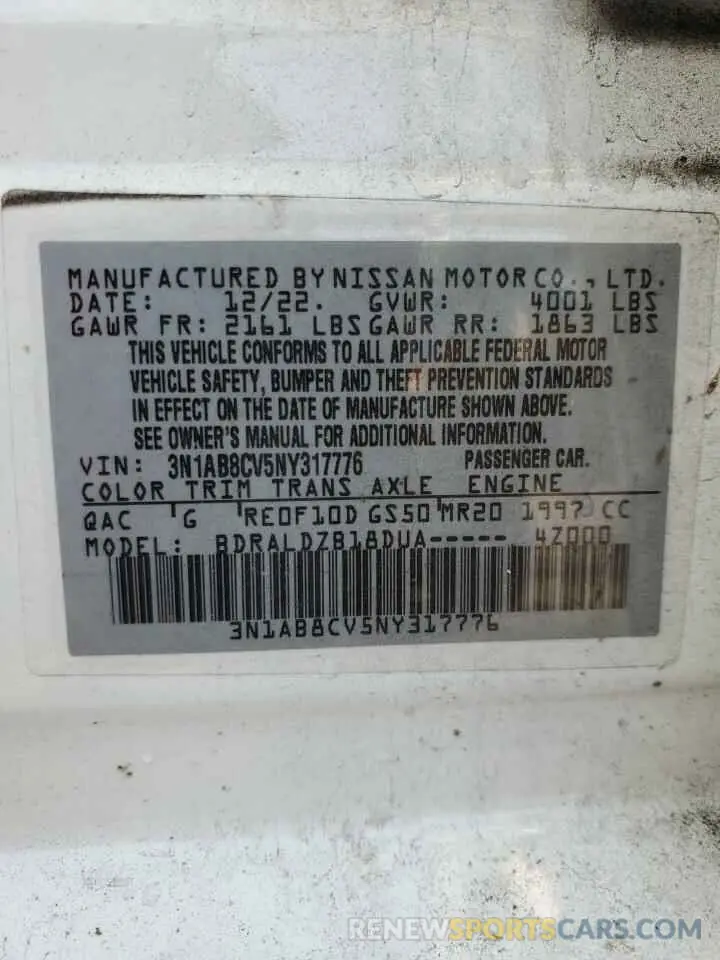 MANUFACTURED BY NISSAN MOTOR CO., LTD.
DATE: 12/22. GVWR: 4001 LBS
GAWR FR: 2161 LBS GAWR RR: 1863 LBS
THIS VEHICLE CONFORMS TO ALL APPLICABLE FEDERAL MOTOR
VEHICLE SAFETY, BUMPER AND THEFT PREVENTION STANDARDS
IN EFFECT ON THE DATE OF MANUFACTURE SHOWN ABOVE.
SEE OWNER'S MANUAL FOR ADDITIONAL INFORMATION.
VIN: 3N1AB8CV5NY317776 PASSENGER CAR.
COLOR TRIM TRANS AXLE ENGINE
QAC G RE0F10D GS50 MR20 1997 CC
MODEL: BDRALDZB18DUA----- 4Z000
3N1AB8CV5NY317776
RENEWSPORTSCARS.COM